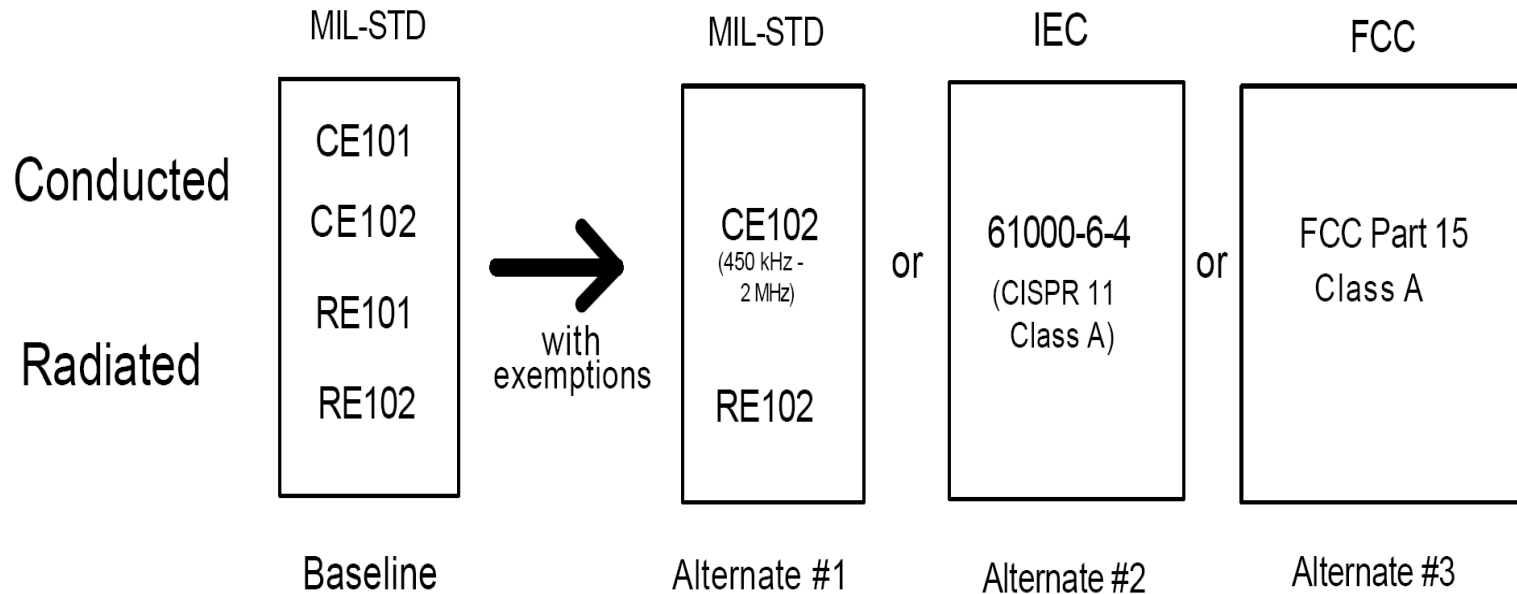 MIL-STD
MIL-STD
IEC
FCC
Conducted
Radiated
CE101
CE102
RE101
RE102
with
exemptions
CE102
(450 kHz -
2 MHz)
RE102
or
61000-6-4
(CISPR 11
Class A)
or
FCC Part 15
Class A
Baseline
Alternate #1
Alternate #2
Alternate #3